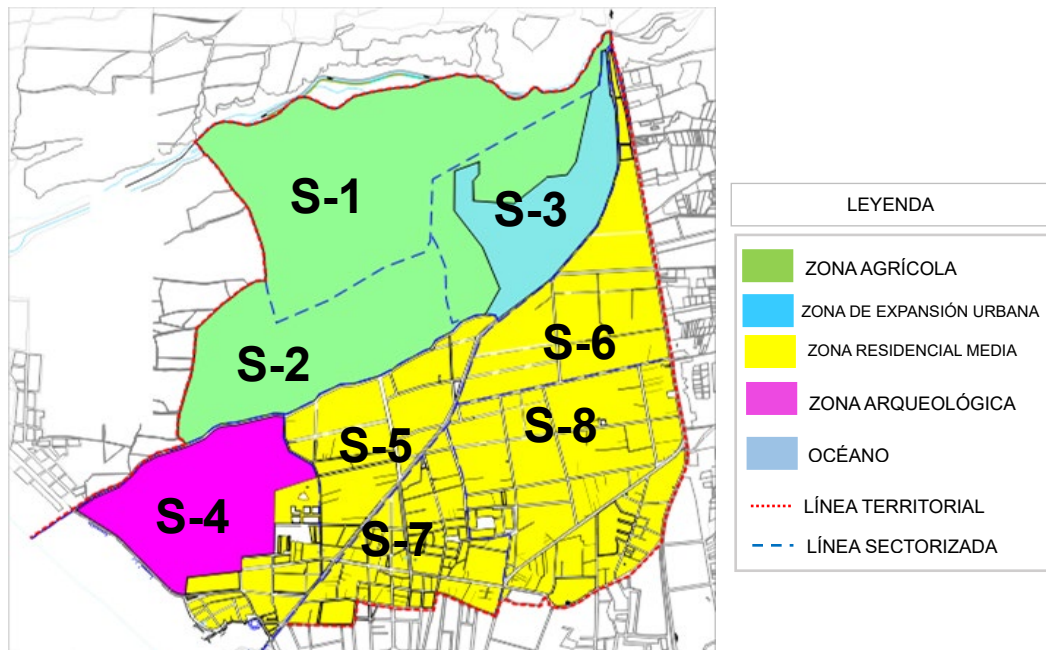 S-1
S-3
S-2
S-6
S-5
S-8
S-4
S-7
LEYENDA
ZONA AGRÍCOLA
ZONA DE EXPANSIÓN URBANA
ZONA RESIDENCIAL MEDIA
ZONA ARQUEOLÓGICA
OCÉANO
LÍNEA TERRITORIAL
LÍNEA SECTORIZADA